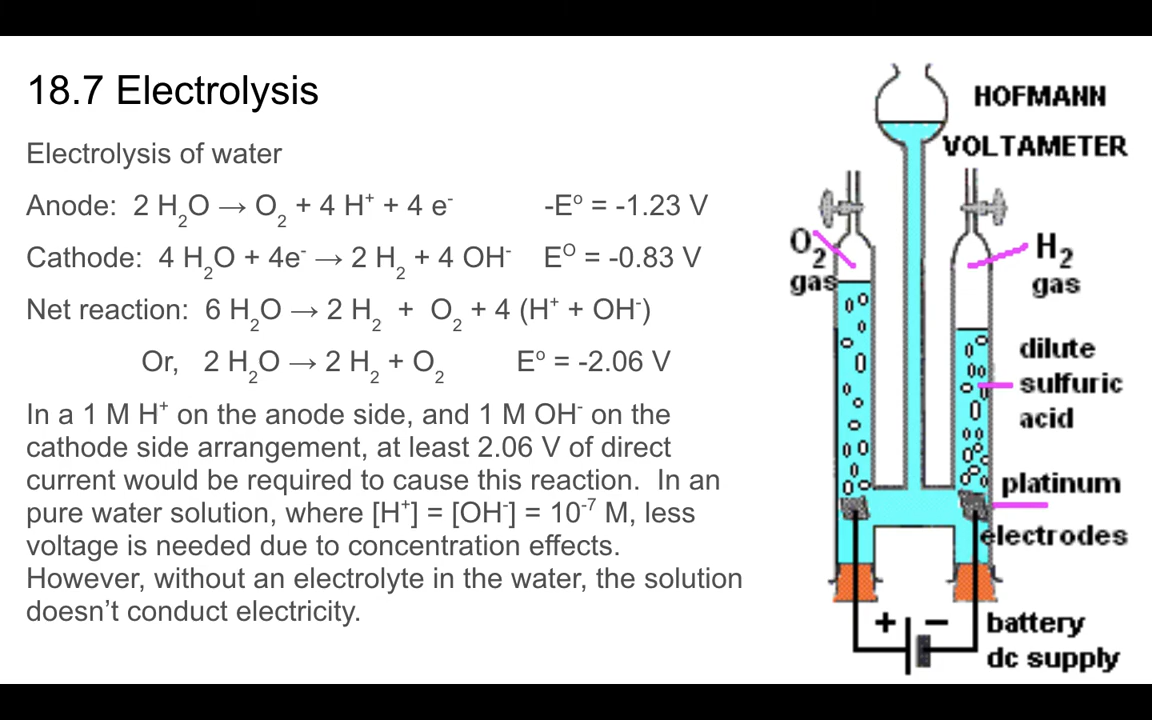 18.7 Electrolysis
Electrolysis of water
Anode: 2 H₂O → O₂ + 4 H⁺ + 4 e⁻ -Eº = -1.23 V
Cathode: 4 H₂O + 4e⁻ → 2 H₂ + 4 OH⁻ Eº = -0.83 V
Net reaction: 6 H₂O → 2 H₂ + O₂ + 4 (H⁺ + OH⁻)
Or, 2 H₂O → 2 H₂ + O₂ Eº = -2.06 V
In a 1 M H⁺ on the anode side, and 1 M OH⁻ on the
cathode side arrangement, at least 2.06 V of direct
current would be required to cause this reaction. In an
pure water solution, where [H⁺] = [OH⁻] = 10⁻⁷ M, less
voltage is needed due to concentration effects.
However, without an electrolyte in the water, the solution
doesn't conduct electricity.
HOFMANN
VOLTAMETER
O₂
gas
H₂
gas
dilute
sulfuric
acid
platinum
electrodes
+ −
battery
dc supply